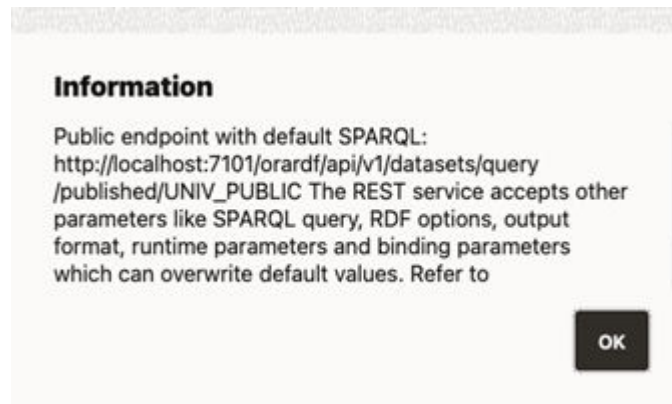 Information
Public endpoint with default SPARQL:
http://localhost:7101/orardf/api/v1/datasets/query
/published/UNIV_PUBLIC The REST service accepts other
parameters like SPARQL query, RDF options, output
format, runtime parameters and binding parameters
which can overwrite default values. Refer to
OK